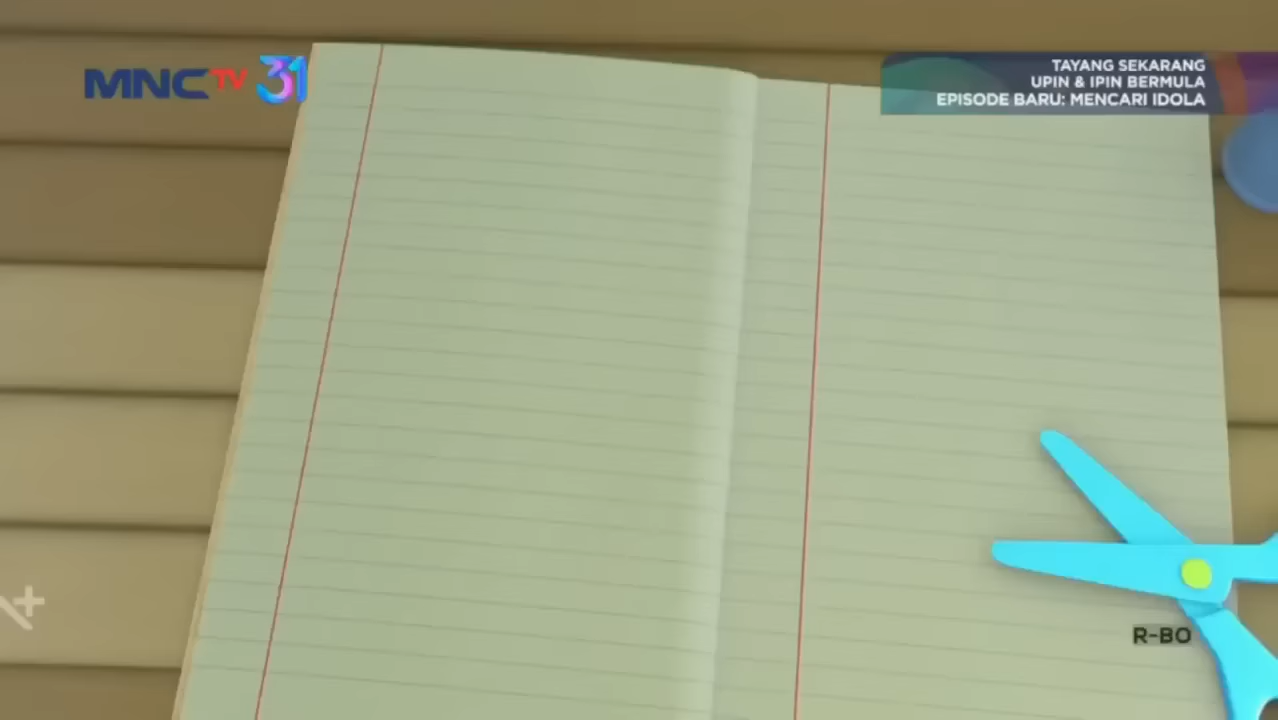 MNCTV 31
TAYANG SEKARANG
UPIN & IPIN BERMULA
EPISODE BARU: MENCARI IDOLA
R-BO